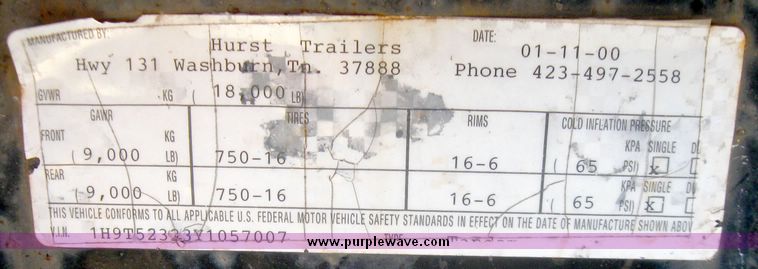 MANUFACTURED BY: Hurst Trailers DATE: 01-11-00
Hwy 131 Washburn, Tn. 37888 Phone 423-497-2558
GVWR KG ( 18,000 LB)
GAWR TIRES RIMS COLD INFLATION PRESSURE
FRONT KG KPA SINGLE
( 9,000 LB) 750-16 16-6 ( 65 PSI) x
REAR KG KPA SINGLE
( 9,000 LB) 750-16 16-6 ( 65 PSI) x
THIS VEHICLE CONFORMS TO ALL APPLICABLE U.S. FEDERAL MOTOR VEHICLE SAFETY STANDARDS IN EFFECT ON THE DATE OF MANUFACTURE SHOWN ABOV
V.I.N. TYPE
www.purplewave.com